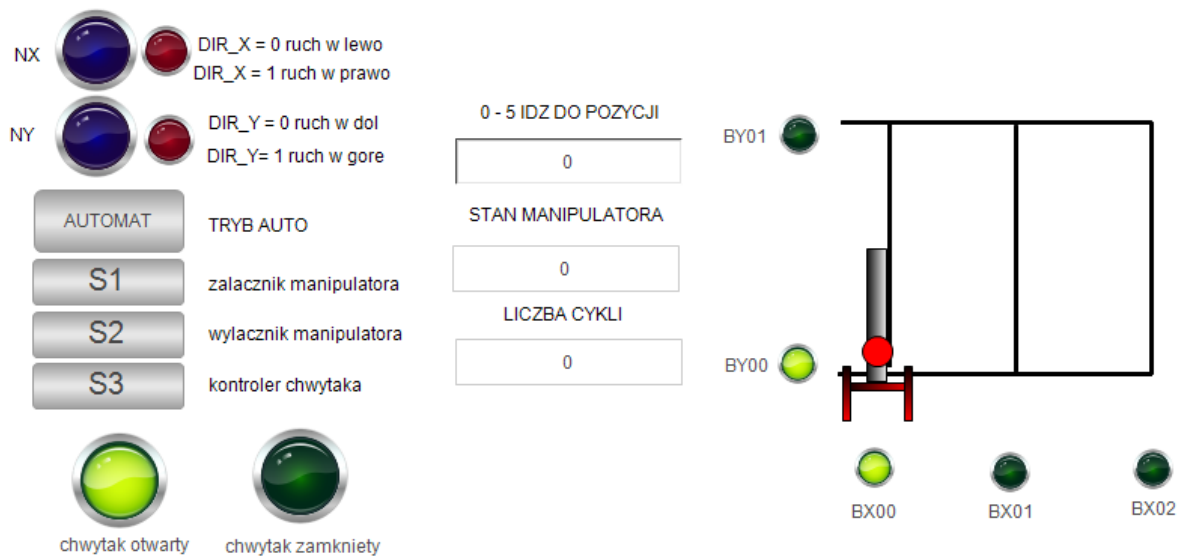 NX
DIR_X = 0 ruch w lewo
DIR_X = 1 ruch w prawo
NY
DIR_Y = 0 ruch w dol
DIR_Y= 1 ruch w gore
AUTOMAT
TRYB AUTO
S1
zalacznik manipulatora
S2
wylacznik manipulatora
S3
kontroler chwytaka
chwytak otwarty
chwytak zamkniety
0 - 5 IDZ DO POZYCJI
0
STAN MANIPULATORA
0
LICZBA CYKLI
0
BY01
BY00
BX00
BX01
BX02